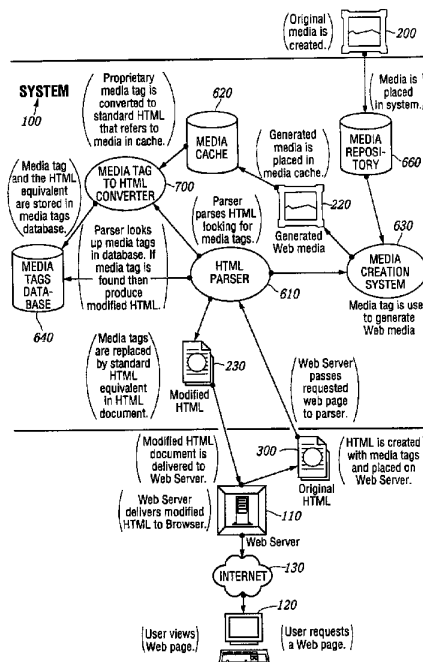 (Original
media is
created.)
200
SYSTEM
100
(Proprietary
media tag is
converted to
standard HTML
that refers to
media in cache.)
620
MEDIA
CACHE
(Media is
placed
in system.)
MEDIA
REPOS-
ITORY
660
(Generated
media is
placed in
media cache.)
(Media tag
and the HTML
equivalent
are stored in
media tags
database.)
MEDIA TAG
TO HTML
CONVERTER
700
220
Generated
Web media
630
MEDIA
CREATION
SYSTEM
(Media tag is used
to generate
Web media)
(Parser
parses HTML
looking for
media tags.)
(Parser looks
up media tags
in database. If
media tag is
found then
produce
modified HTML.)
HTML
PARSER
610
MEDIA
TAGS
DATA-
BASE
640
(Media tags
are replaced
by standard
HTML
equivalent
in HTML
document.)
230
Modified
HTML
(Web Server
passes
requested
web page
to parser.)
(Modified HTML
document is
delivered to
Web Server.)
300
Original
HTML
(HTML is created
with media tags
and placed on
Web Server.)
(Web Server
delivers modified
HTML to Browser.)
110
Web Server
INTERNET
130
120
(User views
Web page.)
(User requests
a Web page.)